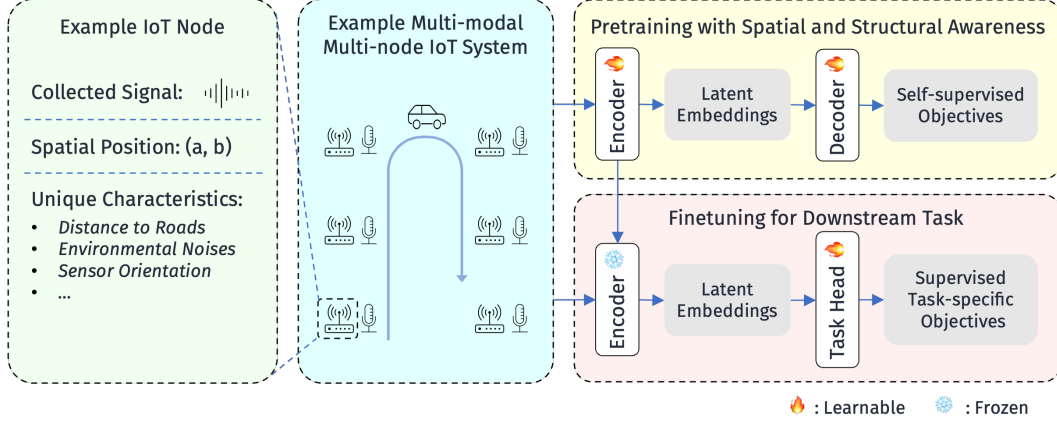 Example IoT Node
Collected Signal:
Spatial Position: (a, b)
Unique Characteristics:
• Distance to Roads
• Environmental Noises
• Sensor Orientation
• ...
Example Multi-modal
Multi-node IoT System
Pretraining with Spatial and Structural Awareness
Encoder
Latent
Embeddings
Decoder
Self-supervised
Objectives
Finetuning for Downstream Task
Encoder
Latent
Embeddings
Task Head
Supervised
Task-specific
Objectives
: Learnable
: Frozen